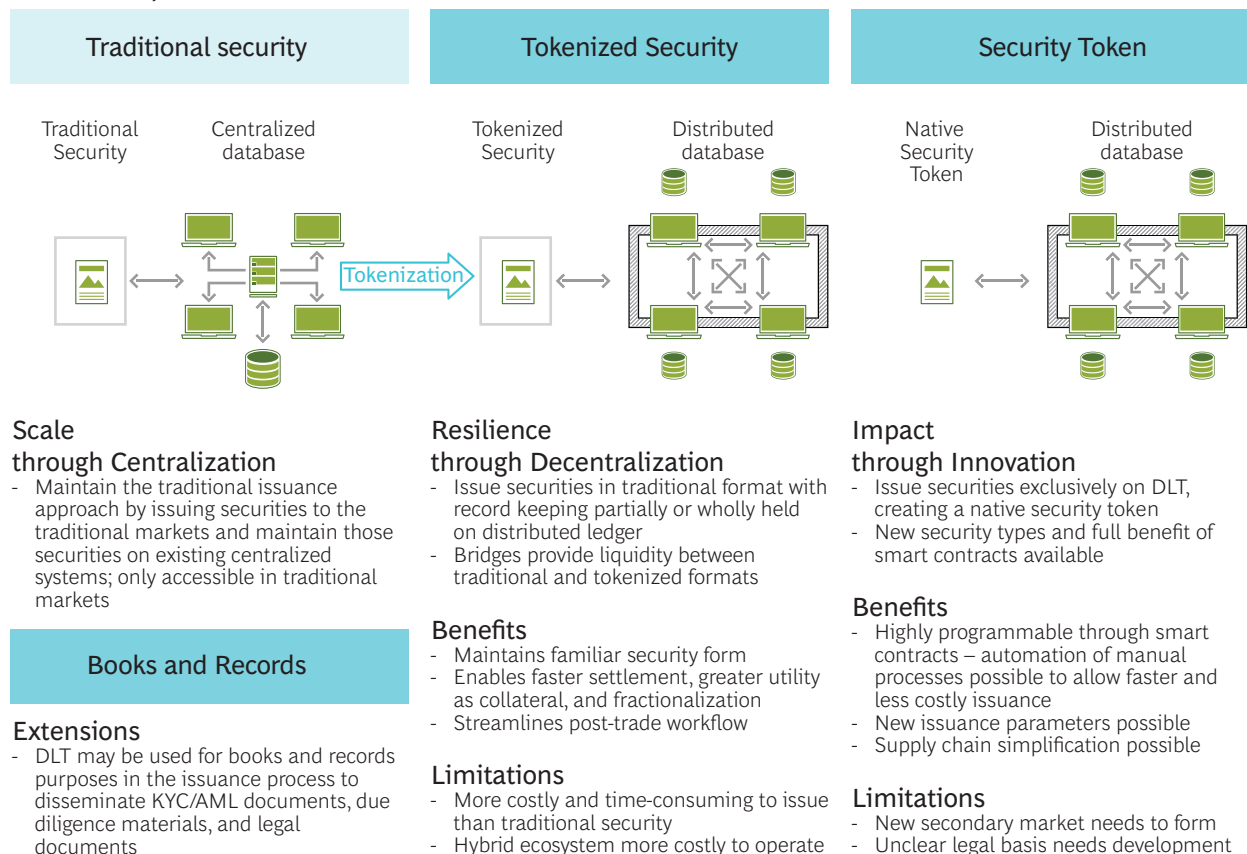 Traditional security
Tokenized Security
Security Token
Traditional
Security
Centralized
database
Tokenized
Security
Distributed
database
Native
Security
Token
Distributed
database
Tokenization
Scale
through Centralization
- Maintain the traditional issuance
approach by issuing securities to the
traditional markets and maintain those
securities on existing centralized
systems; only accessible in traditional
markets
Books and Records
Extensions
- DLT may be used for books and records
purposes in the issuance process to
disseminate KYC/AML documents, due
diligence materials, and legal
documents
Resilience
through Decentralization
- Issue securities in traditional format with
record keeping partially or wholly held
on distributed ledger
- Bridges provide liquidity between
traditional and tokenized formats
Benefits
- Maintains familiar security form
- Enables faster settlement, greater utility
as collateral, and fractionalization
- Streamlines post-trade workflow
Limitations
- More costly and time-consuming to issue
than traditional security
- Hybrid ecosystem more costly to operate
Impact
through Innovation
- Issue securities exclusively on DLT,
creating a native security token
- New security types and full benefit of
smart contracts available
Benefits
- Highly programmable through smart
contracts – automation of manual
processes possible to allow faster and
less costly issuance
- New issuance parameters possible
- Supply chain simplification possible
Limitations
- New secondary market needs to form
- Unclear legal basis needs development